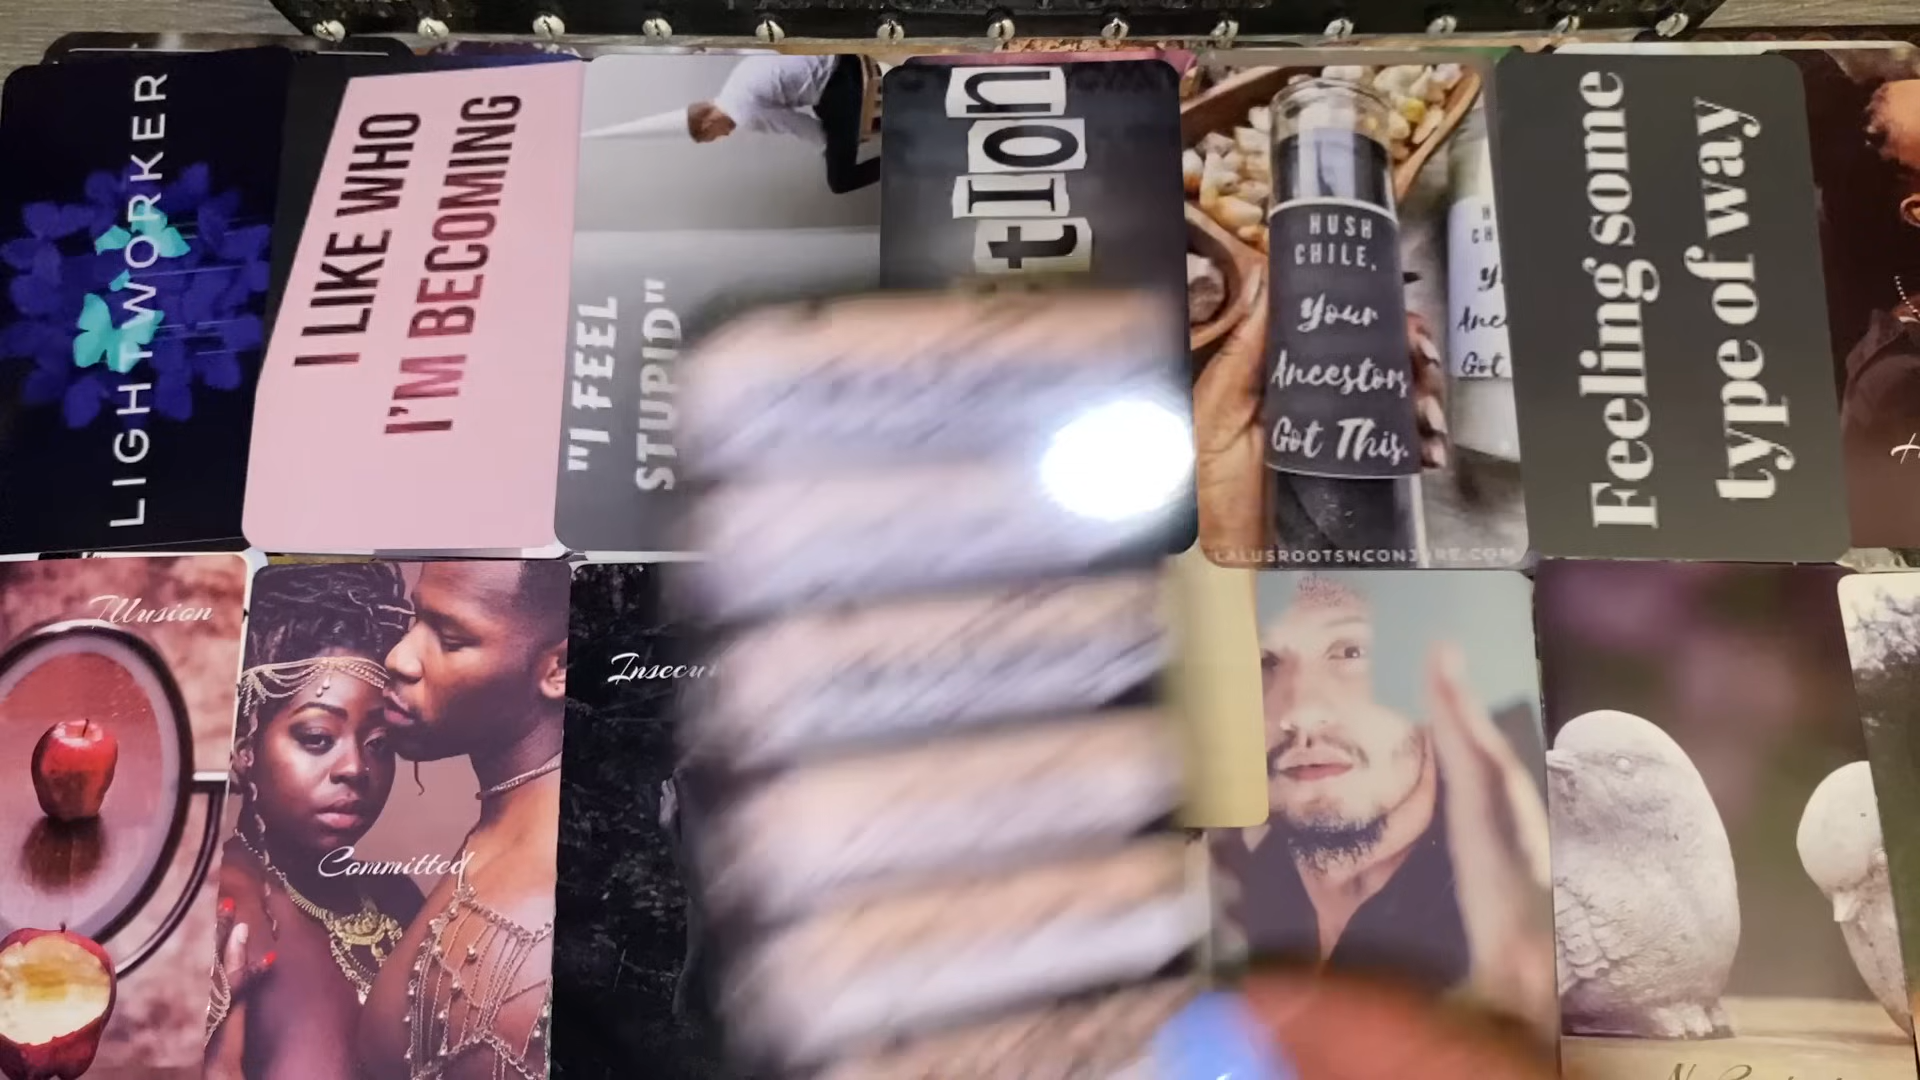 LIGHTWORKER
I LIKE WHO
I'M BECOMING
"I FEEL
STUPID"
HUSH
CHILE,
Your
Ancestors
Got This.
LALUSROOTSNCONJURE.COM
Feeling some
type of way
Illusion
Committed